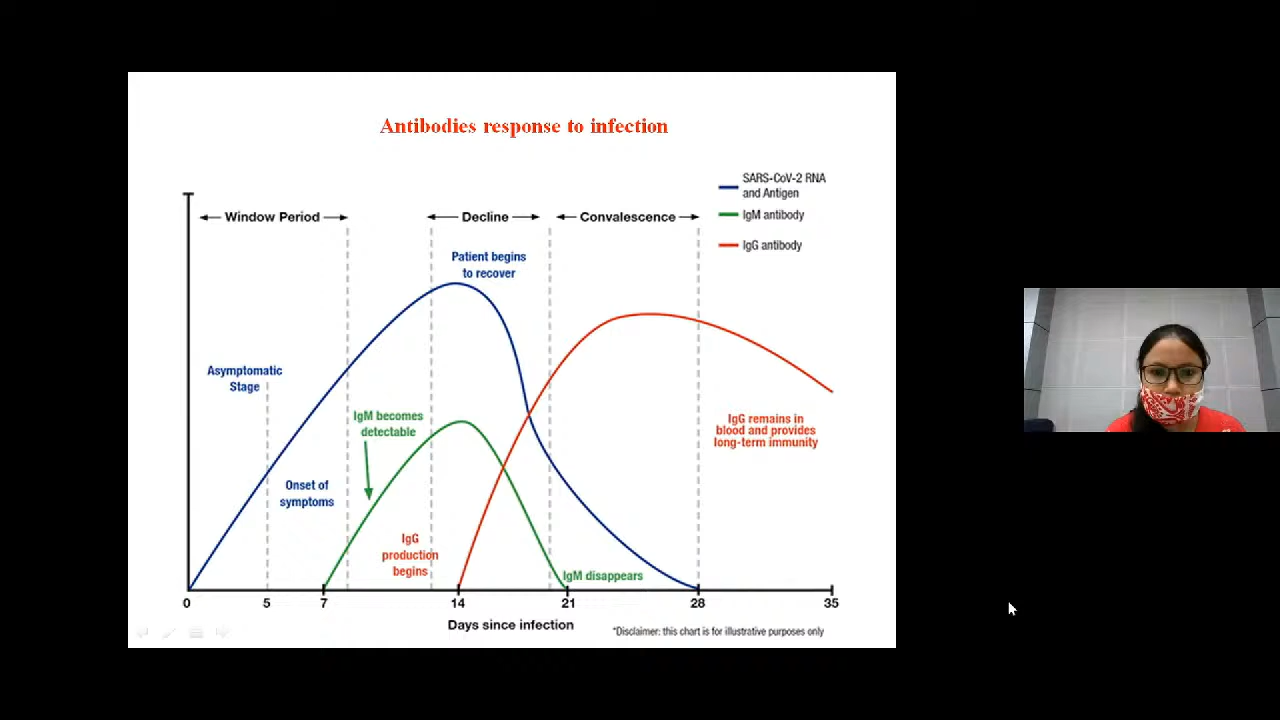 Antibodies response to infection
SARS-CoV-2 RNA
and Antigen
IgM antibody
IgG antibody
Window Period
Decline
Convalescence
Patient begins
to recover
Asymptomatic
Stage
IgM becomes
detectable
Onset of
symptoms
IgG
production
begins
IgG remains in
blood and provides
long-term immunity
IgM disappears
0 5 7 14 21 28 35
Days since infection
*Disclaimer: this chart is for illustrative purposes only